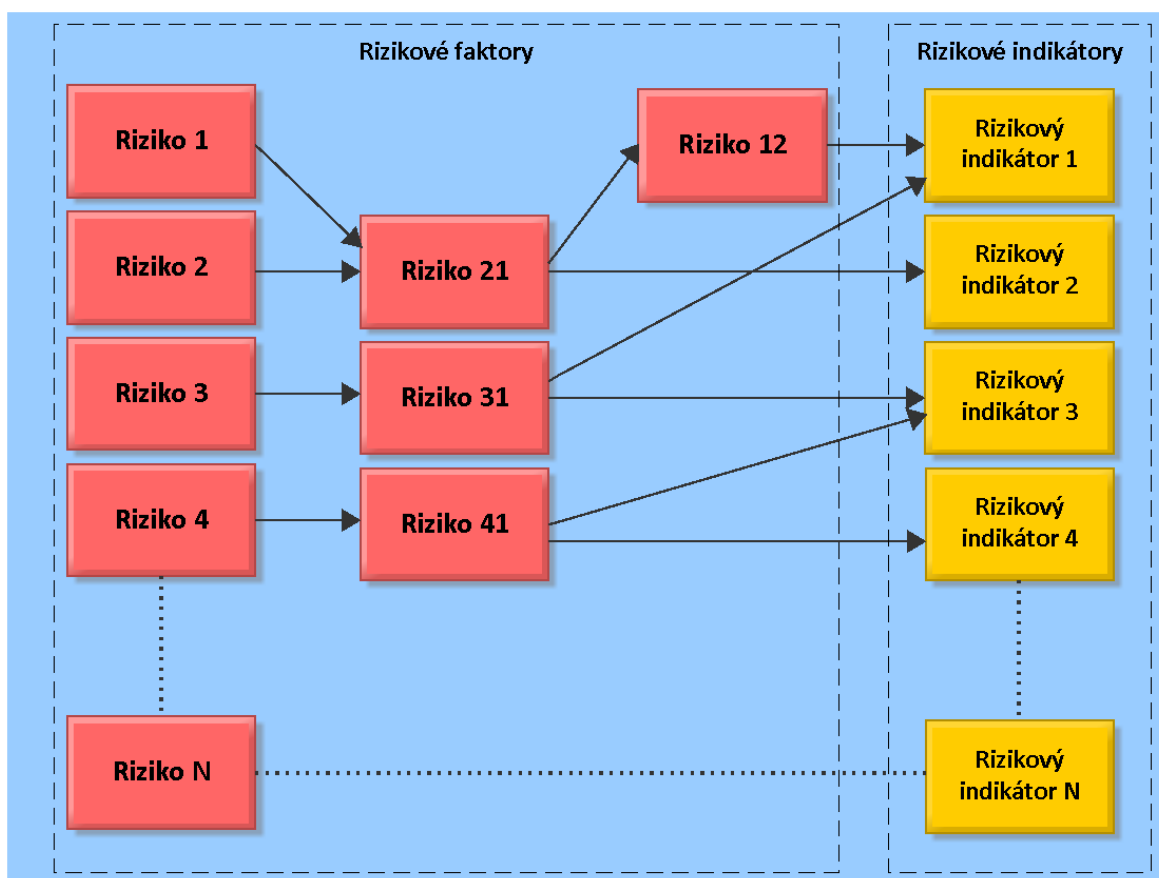 Rizikové faktory
Rizikové indikátory
Riziko 1
Riziko 12
Rizikový
indikátor 1
Riziko 2
Riziko 21
Rizikový
indikátor 2
Riziko 3
Riziko 31
Rizikový
indikátor 3
Riziko 4
Riziko 41
Rizikový
indikátor 4
Riziko N
Rizikový
indikátor N